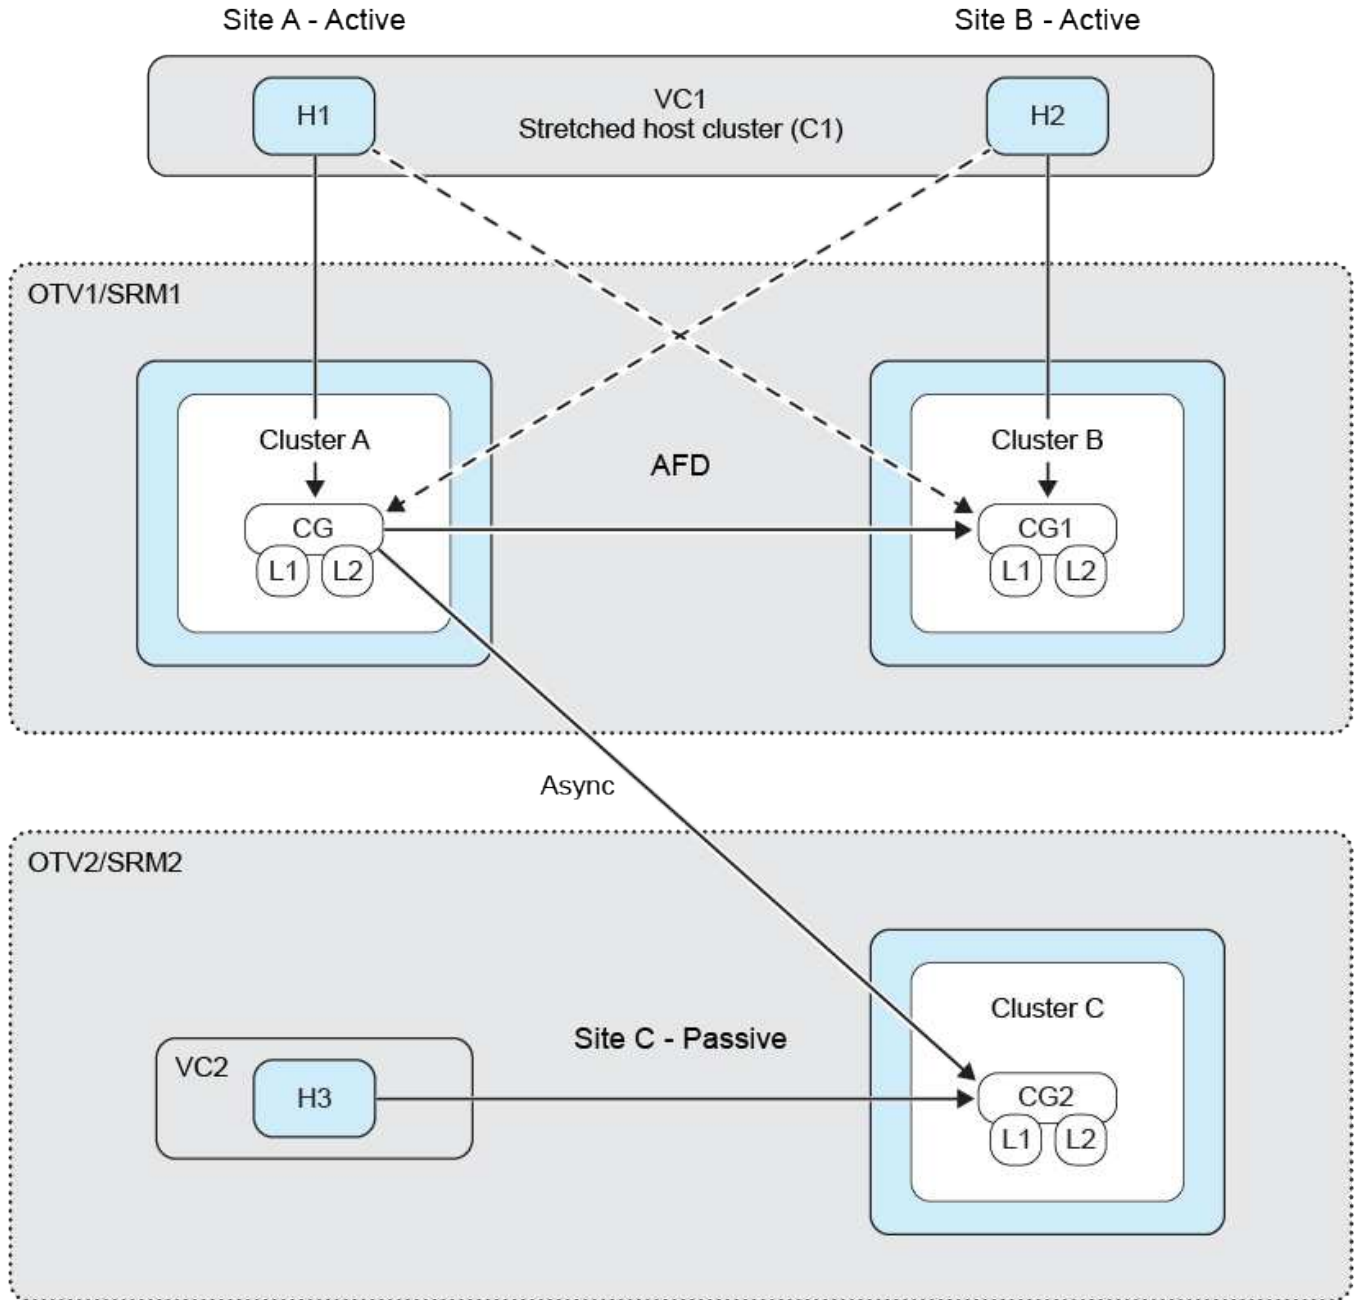 Site A - Active
Site B - Active
H1
VC1
Stretched host cluster (C1)
H2
OTV1/SRM1
Cluster A
AFD
Cluster B
CG
L1
L2
CG1
L1
L2
Async
OTV2/SRM2
Cluster C
Site C - Passive
VC2
H3
CG2
L1
L2